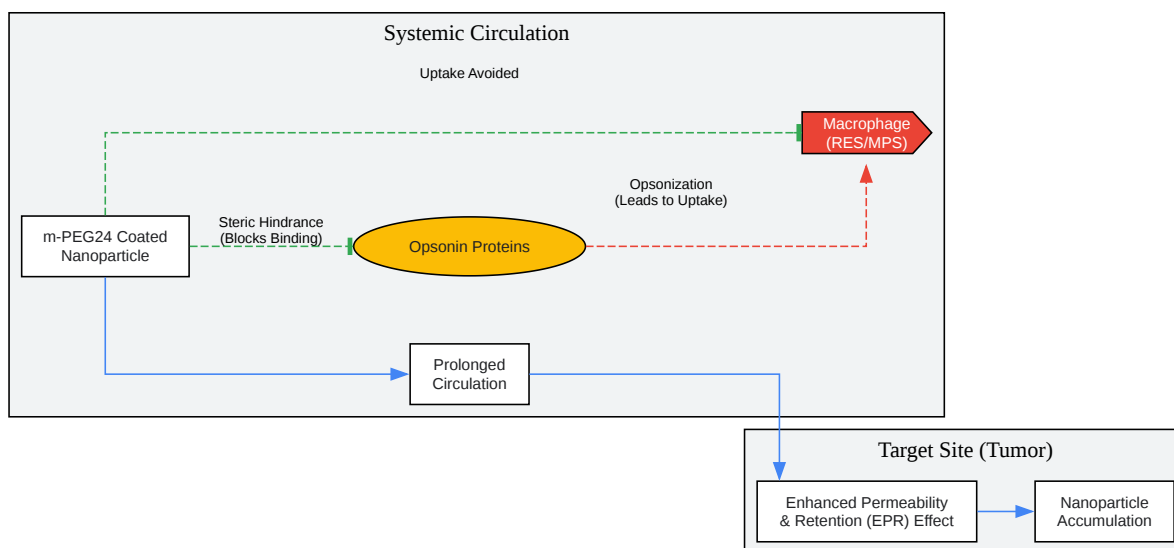 Systemic Circulation
Uptake Avoided
Macrophage
(RES/MPS)
Opsonization
(Leads to Uptake)
Steric Hindrance
(Blocks Binding)
m-PEG24 Coated
Nanoparticle
Opsonin Proteins
Prolonged
Circulation
Target Site (Tumor)
Enhanced Permeability
& Retention (EPR) Effect
Nanoparticle
Accumulation